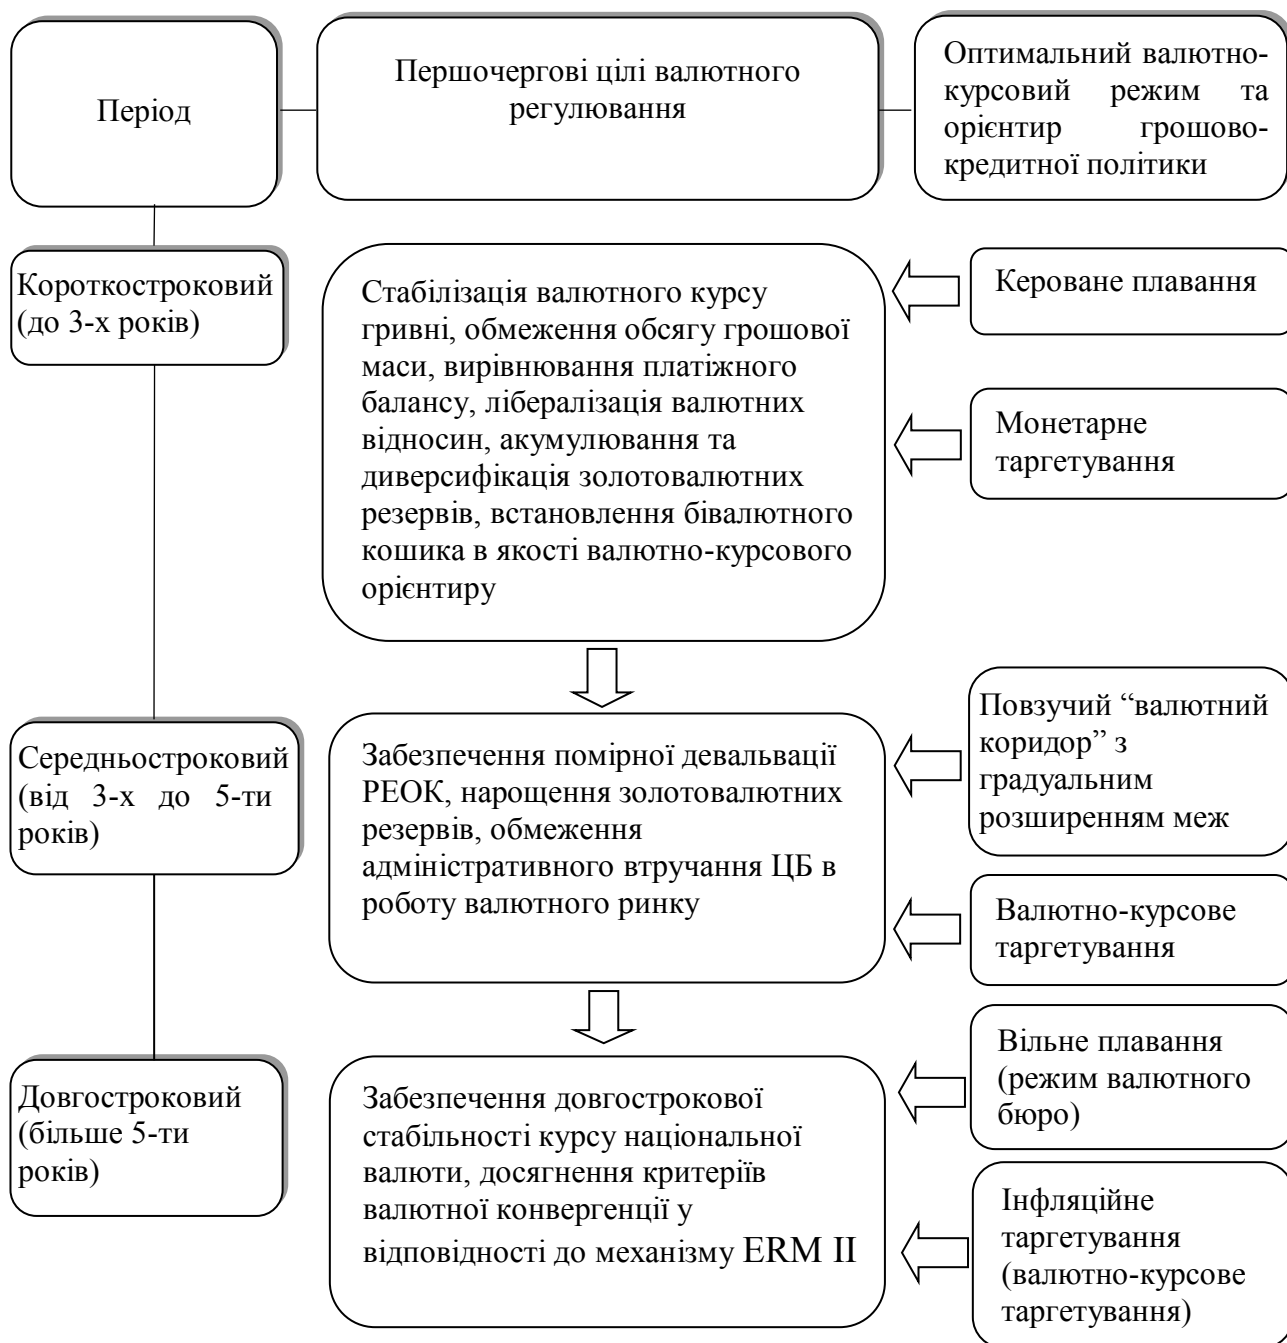 Період
Першочергові цілі валютного
регулювання
Оптимальний валютно-
курсовий режим та
орієнтир грошово-
кредитної політики
Короткостроковий
(до 3-х років)
Стабілізація валютного курсу
гривні, обмеження обсягу грошової
маси, вирівнювання платіжного
балансу, лібералізація валютних
відносин, акумулювання та
диверсифікація золотовалютних
резервів, встановлення бівалютного
кошика в якості валютно-курсового
орієнтиру
Кероване плавання
Монетарне
таргетування
Середньостроковий
(від 3-х до 5-ти
років)
Забезпечення помірної девальвації
РЕОК, нарощення золотовалютних
резервів, обмеження
адміністративного втручання ЦБ в
роботу валютного ринку
Повзучий “валютний
коридор” з
градуальним
розширенням меж
Валютно-курсове
таргетування
Довгостроковий
(більше 5-ти
років)
Забезпечення довгострокової
стабільності курсу національної
валюти, досягнення критеріїв
валютної конвергенції у
відповідності до механізму ERM II
Вільне плавання
(режим валютного
бюро)
Інфляційне
таргетування
(валютно-курсове
таргетування)